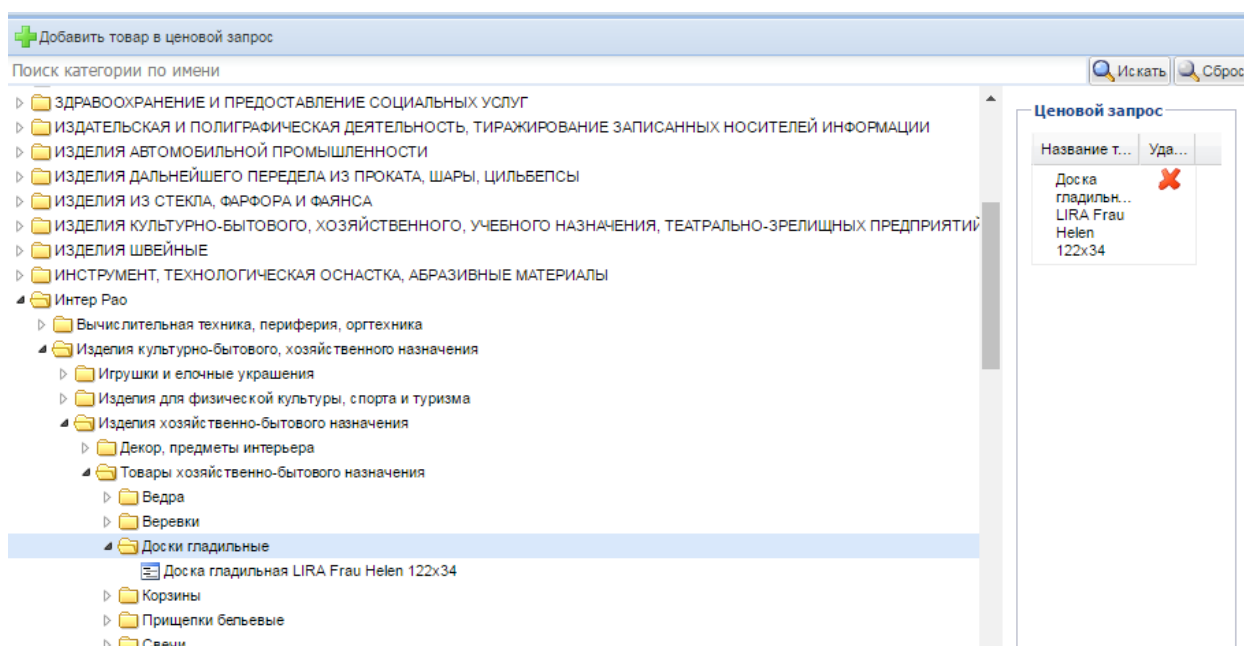 Добавить товар в ценовой запрос
Поиск категории по имени
Искать
Сброс
ЗДРАВООХРАНЕНИЕ И ПРЕДОСТАВЛЕНИЕ СОЦИАЛЬНЫХ УСЛУГ
ИЗДАТЕЛЬСКАЯ И ПОЛИГРАФИЧЕСКАЯ ДЕЯТЕЛЬНОСТЬ, ТИРАЖИРОВАНИЕ ЗАПИСАННЫХ НОСИТЕЛЕЙ ИНФОРМАЦИИ
ИЗДЕЛИЯ АВТОМОБИЛЬНОЙ ПРОМЫШЛЕННОСТИ
ИЗДЕЛИЯ ДАЛЬНЕЙШЕГО ПЕРЕДЕЛА ИЗ ПРОКАТА, ШАРЫ, ЦИЛЬБЕПСЫ
ИЗДЕЛИЯ ИЗ СТЕКЛА, ФАРФОРА И ФАЯНСА
ИЗДЕЛИЯ КУЛЬТУРНО-БЫТОВОГО, ХОЗЯЙСТВЕННОГО, УЧЕБНОГО НАЗНАЧЕНИЯ, ТЕАТРАЛЬНО-ЗРЕЛИЩНЫХ ПРЕДПРИЯТИЙ
ИЗДЕЛИЯ ШВЕЙНЫЕ
ИНСТРУМЕНТ, ТЕХНОЛОГИЧЕСКАЯ ОСНАСТКА, АБРАЗИВНЫЕ МАТЕРИАЛЫ
Интер Рао
Вычислительная техника, периферия, оргтехника
Изделия культурно-бытового, хозяйственного назначения
Игрушки и елочные украшения
Изделия для физической культуры, спорта и туризма
Изделия хозяйственно-бытового назначения
Декор, предметы интерьера
Товары хозяйственно-бытового назначения
Ведра
Веревки
Доски гладильные
Доска гладильная LIRA Frau Helen 122x34
Корзины
Прищепки бельевые
Свечи
Ценовой запрос
Название т... Уда...
Доска
гладильн...
LIRA Frau
Helen
122x34